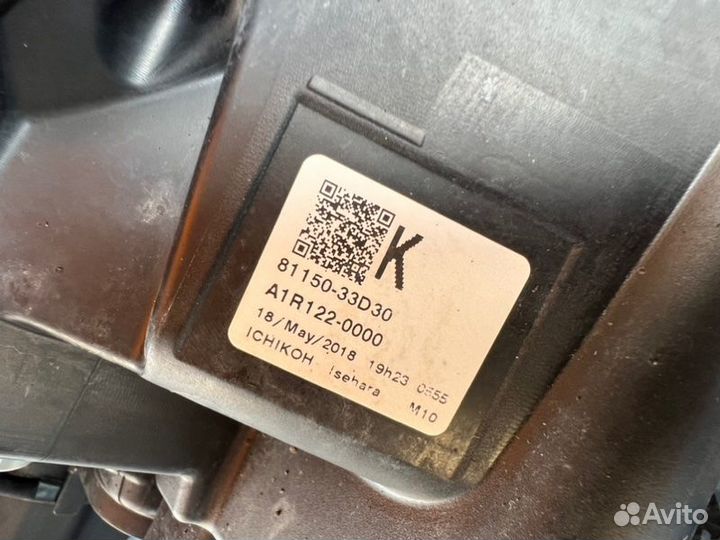 K
81150-33D30
A1R122-0000
18/May/2018 19h23 0555
ICHIKOH Isehara M10
Avito